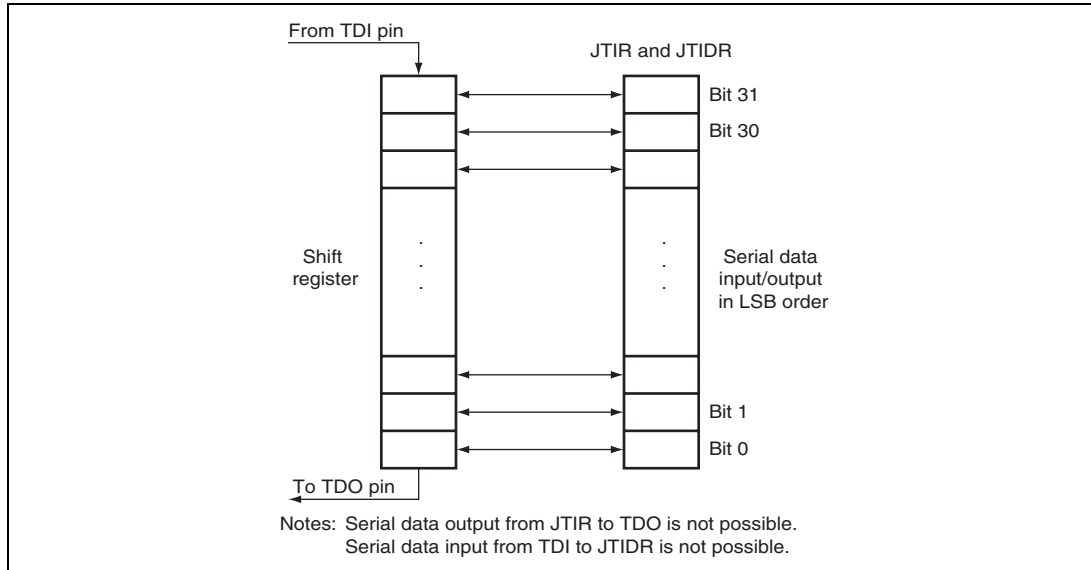 From TDI pin
JTIR and JTIDR
Bit 31
Bit 30
Shift
register
Serial data
input/output
in LSB order
Bit 1
Bit 0
To TDO pin
Notes: Serial data output from JTIR to TDO is not possible.
Serial data input from TDI to JTIDR is not possible.